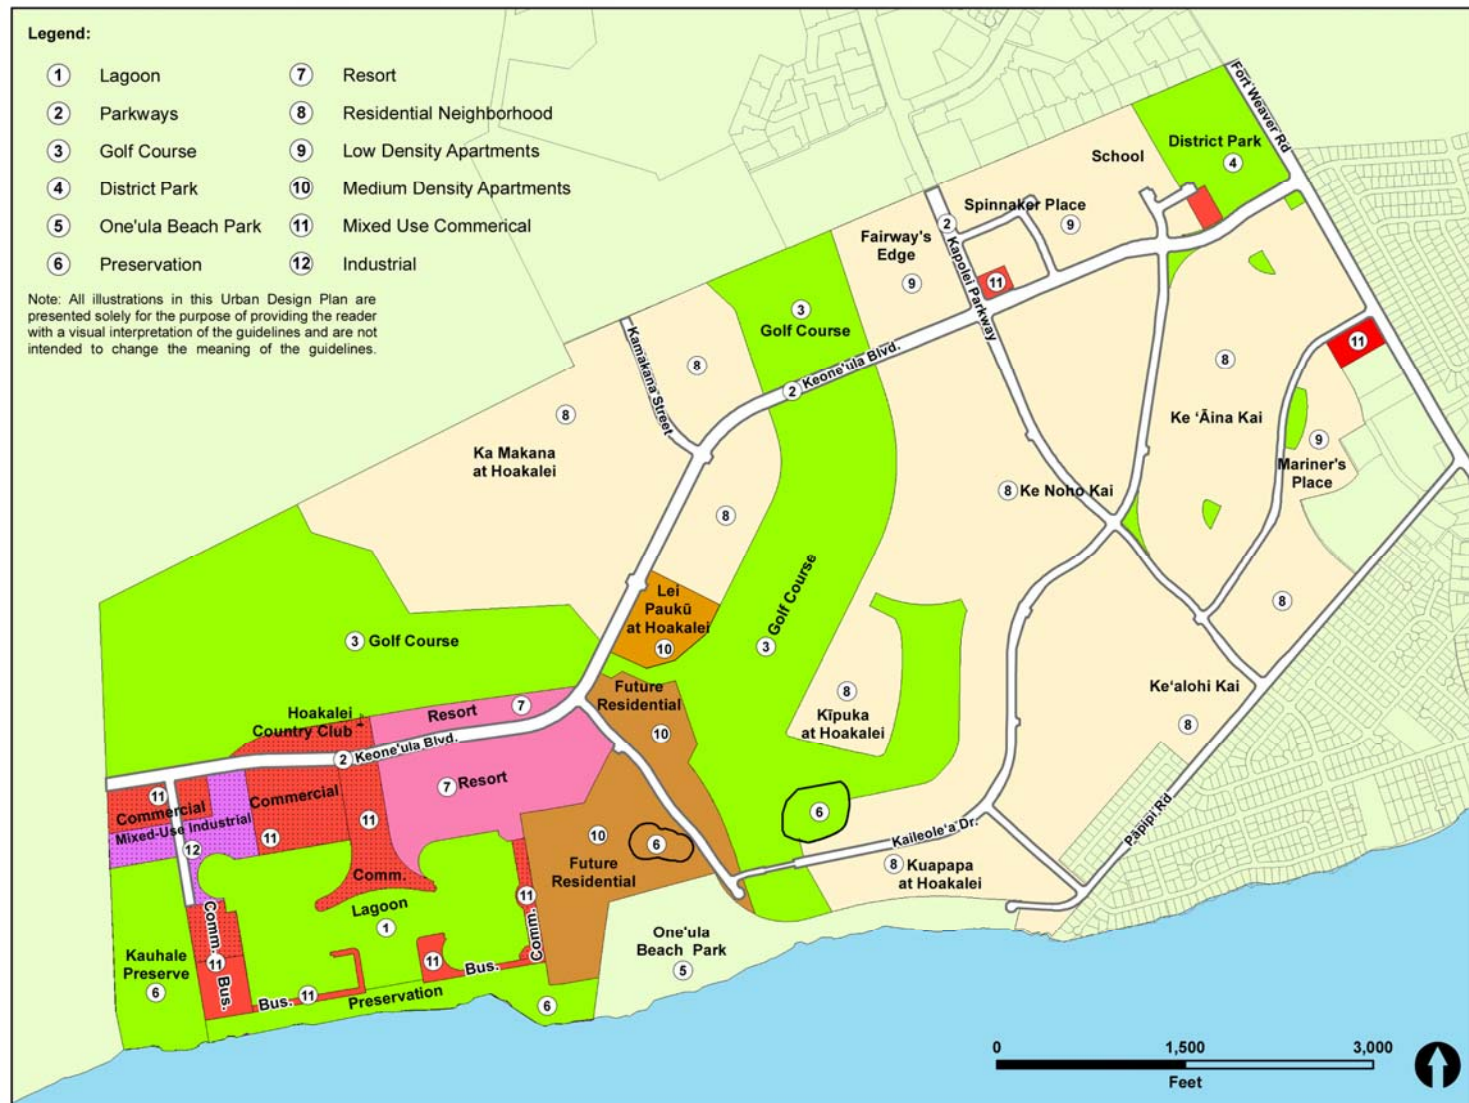 Legend:
1 Lagoon
2 Parkways
3 Golf Course
4 District Park
5 One'ula Beach Park
6 Preservation
7 Resort
8 Residential Neighborhood
9 Low Density Apartments
10 Medium Density Apartments
11 Mixed Use Commerical
12 Industrial
Note: All illustrations in this Urban Design Plan are
presented solely for the purpose of providing the reader
with a visual interpretation of the guidelines and are not
intended to change the meaning of the guidelines.
Fort Weaver Rd
District Park
4
School
Spinnaker Place
9
2
Kapolei Parkway
Fairway's
Edge
9
11
3
Golf Course
2
Keone'ula Blvd.
Kamakana Street
8
8
Ka Makana
at Hoakalei
8
11
Ke ‘Āina Kai
9
Mariner's
Place
8
Ke Noho Kai
8
Golf Course
3
Lei
Paukū
at Hoakalei
10
8
3
Golf Course
8
Ke‘alohi Kai
8
Future
Residential
10
8
Kīpuka
at Hoakalei
Hoakalei
Country Club
Resort
7
2
Keone'ula Blvd.
7
Resort
11
Commercial
Commercial
11
Mixed-Use Industrial
12
11
Comm.
10
6
Future
Residential
6
Kaileole‘a Dr.
8
Kuapapa
at Hoakalei
Pāpipi Rd
Lagoon
1
11
Comm.
Comm.
11
Bus.
Kauhale
Preserve
6
Bus.
11
11
Bus.
Preservation
6
One'ula
Beach Park
5
0
1,500
3,000
Feet